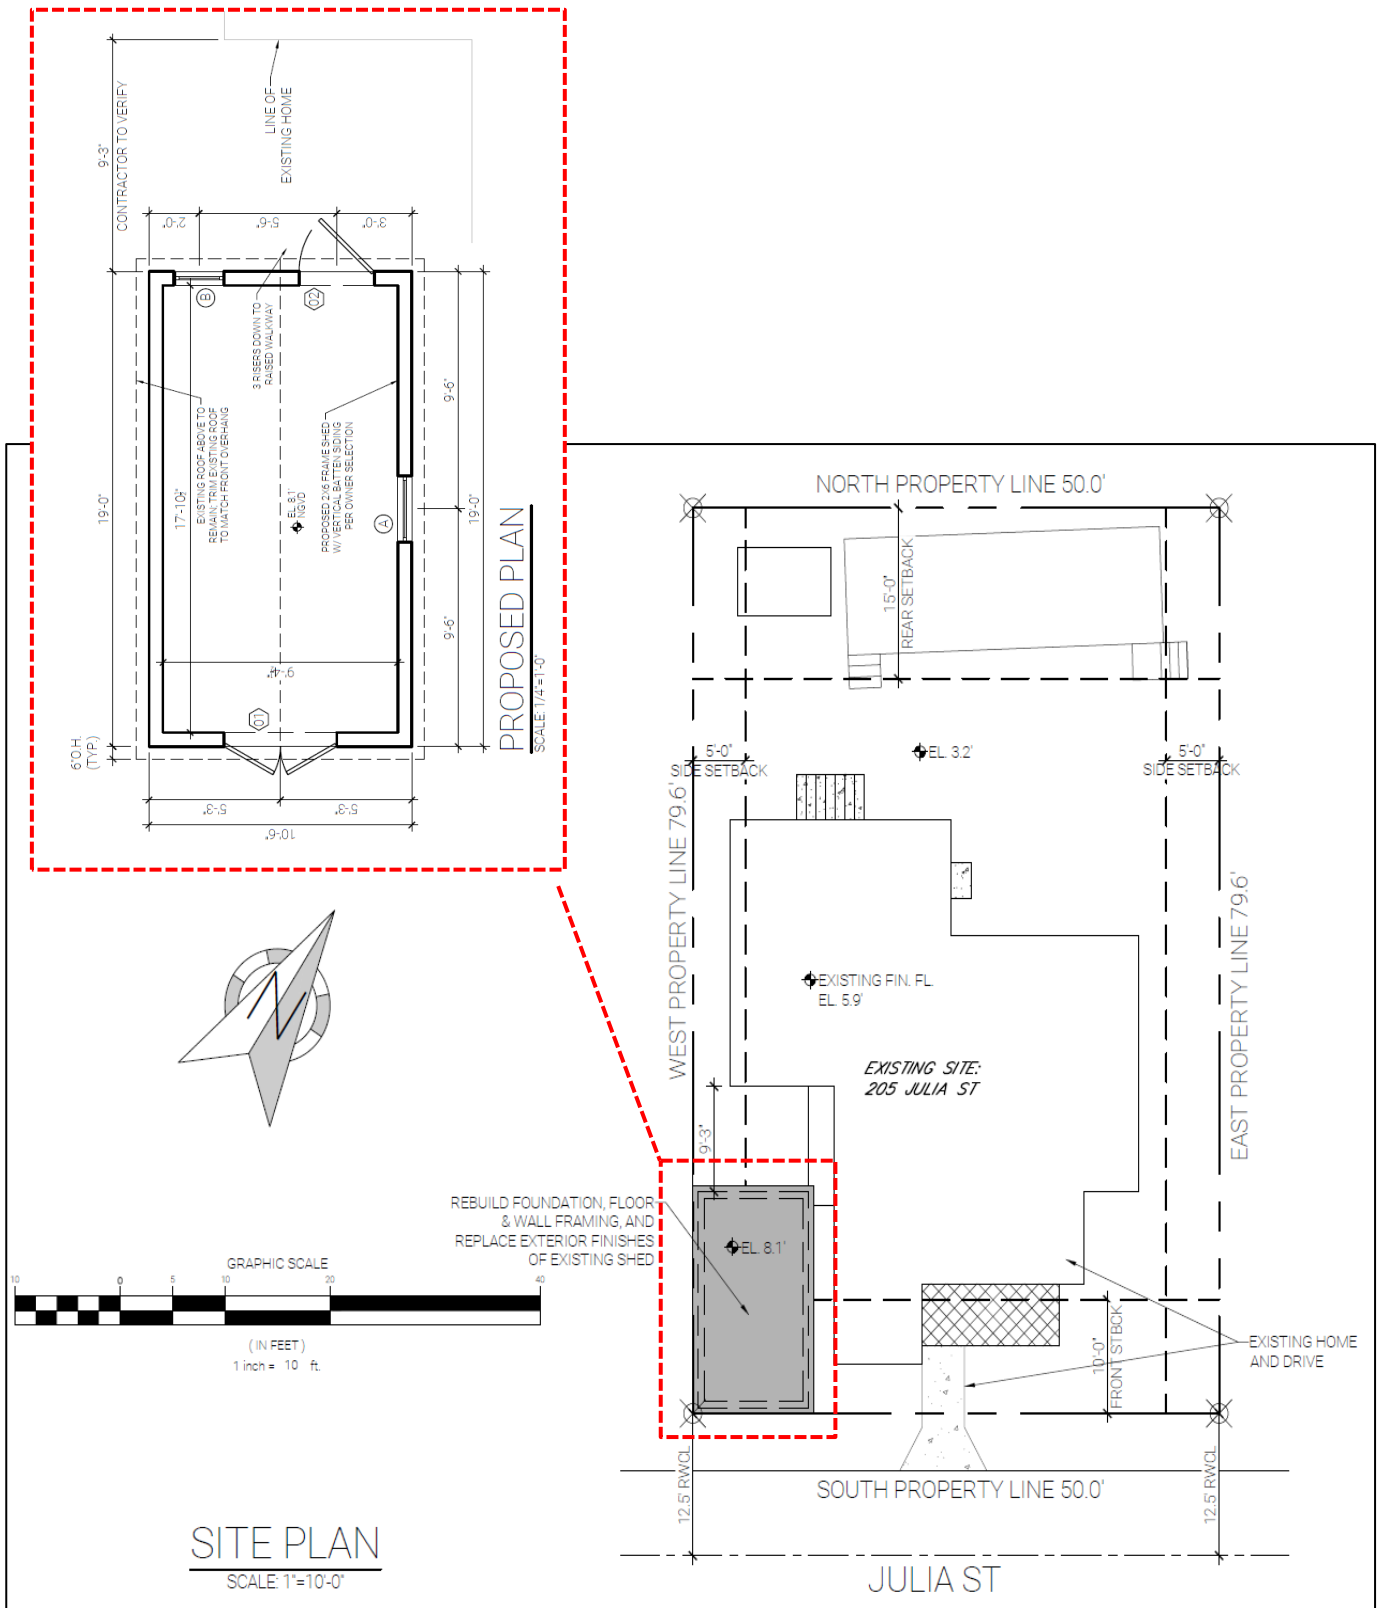 9'-3"
CONTRACTOR TO VERIFY
LINE OF
EXISTING HOME
2'-0"
5'-6"
3'-0"
B
02
3 RISERS DOWN TO
RAISED WALKWAY
EXISTING ROOF ABOVE TO
REMAIN: TRIM EXISTING ROOF
TO MATCH FRONT OVERHANG
PROPOSED 2X6 FRAME SHED
W/ VERTICAL BATTEN SIDING
PER OWNER SELECTION
EL 8.1'
NGVD
A
19'-0"
9'-6"
9'-6"
19'-0"
01
6" O.H.
(TYP.)
5'-3"
5'-3"
10'-6"
PROPOSED PLAN
SCALE: 1/4"=1'-0"
NORTH PROPERTY LINE 50.0'
15'-0"
REAR SETBACK
5'-0"
SIDE SETBACK
EL. 3.2'
5'-0"
SIDE SETBACK
WEST PROPERTY LINE 79.6'
EAST PROPERTY LINE 79.6'
EXISTING FIN. FL.
EL. 5.9'
EXISTING SITE:
205 JULIA ST
N
9'-3"
REBUILD FOUNDATION, FLOOR
& WALL FRAMING, AND
REPLACE EXTERIOR FINISHES
OF EXISTING SHED
EL. 8.1'
GRAPHIC SCALE
10 0 5 10 20 40
( IN FEET )
1 inch = 10 ft.
10'-0"
FRONT STBCK
EXISTING HOME
AND DRIVE
12.5' RWCL
12.5' RWCL
SOUTH PROPERTY LINE 50.0'
SITE PLAN
SCALE: 1"=10'-0"
JULIA ST